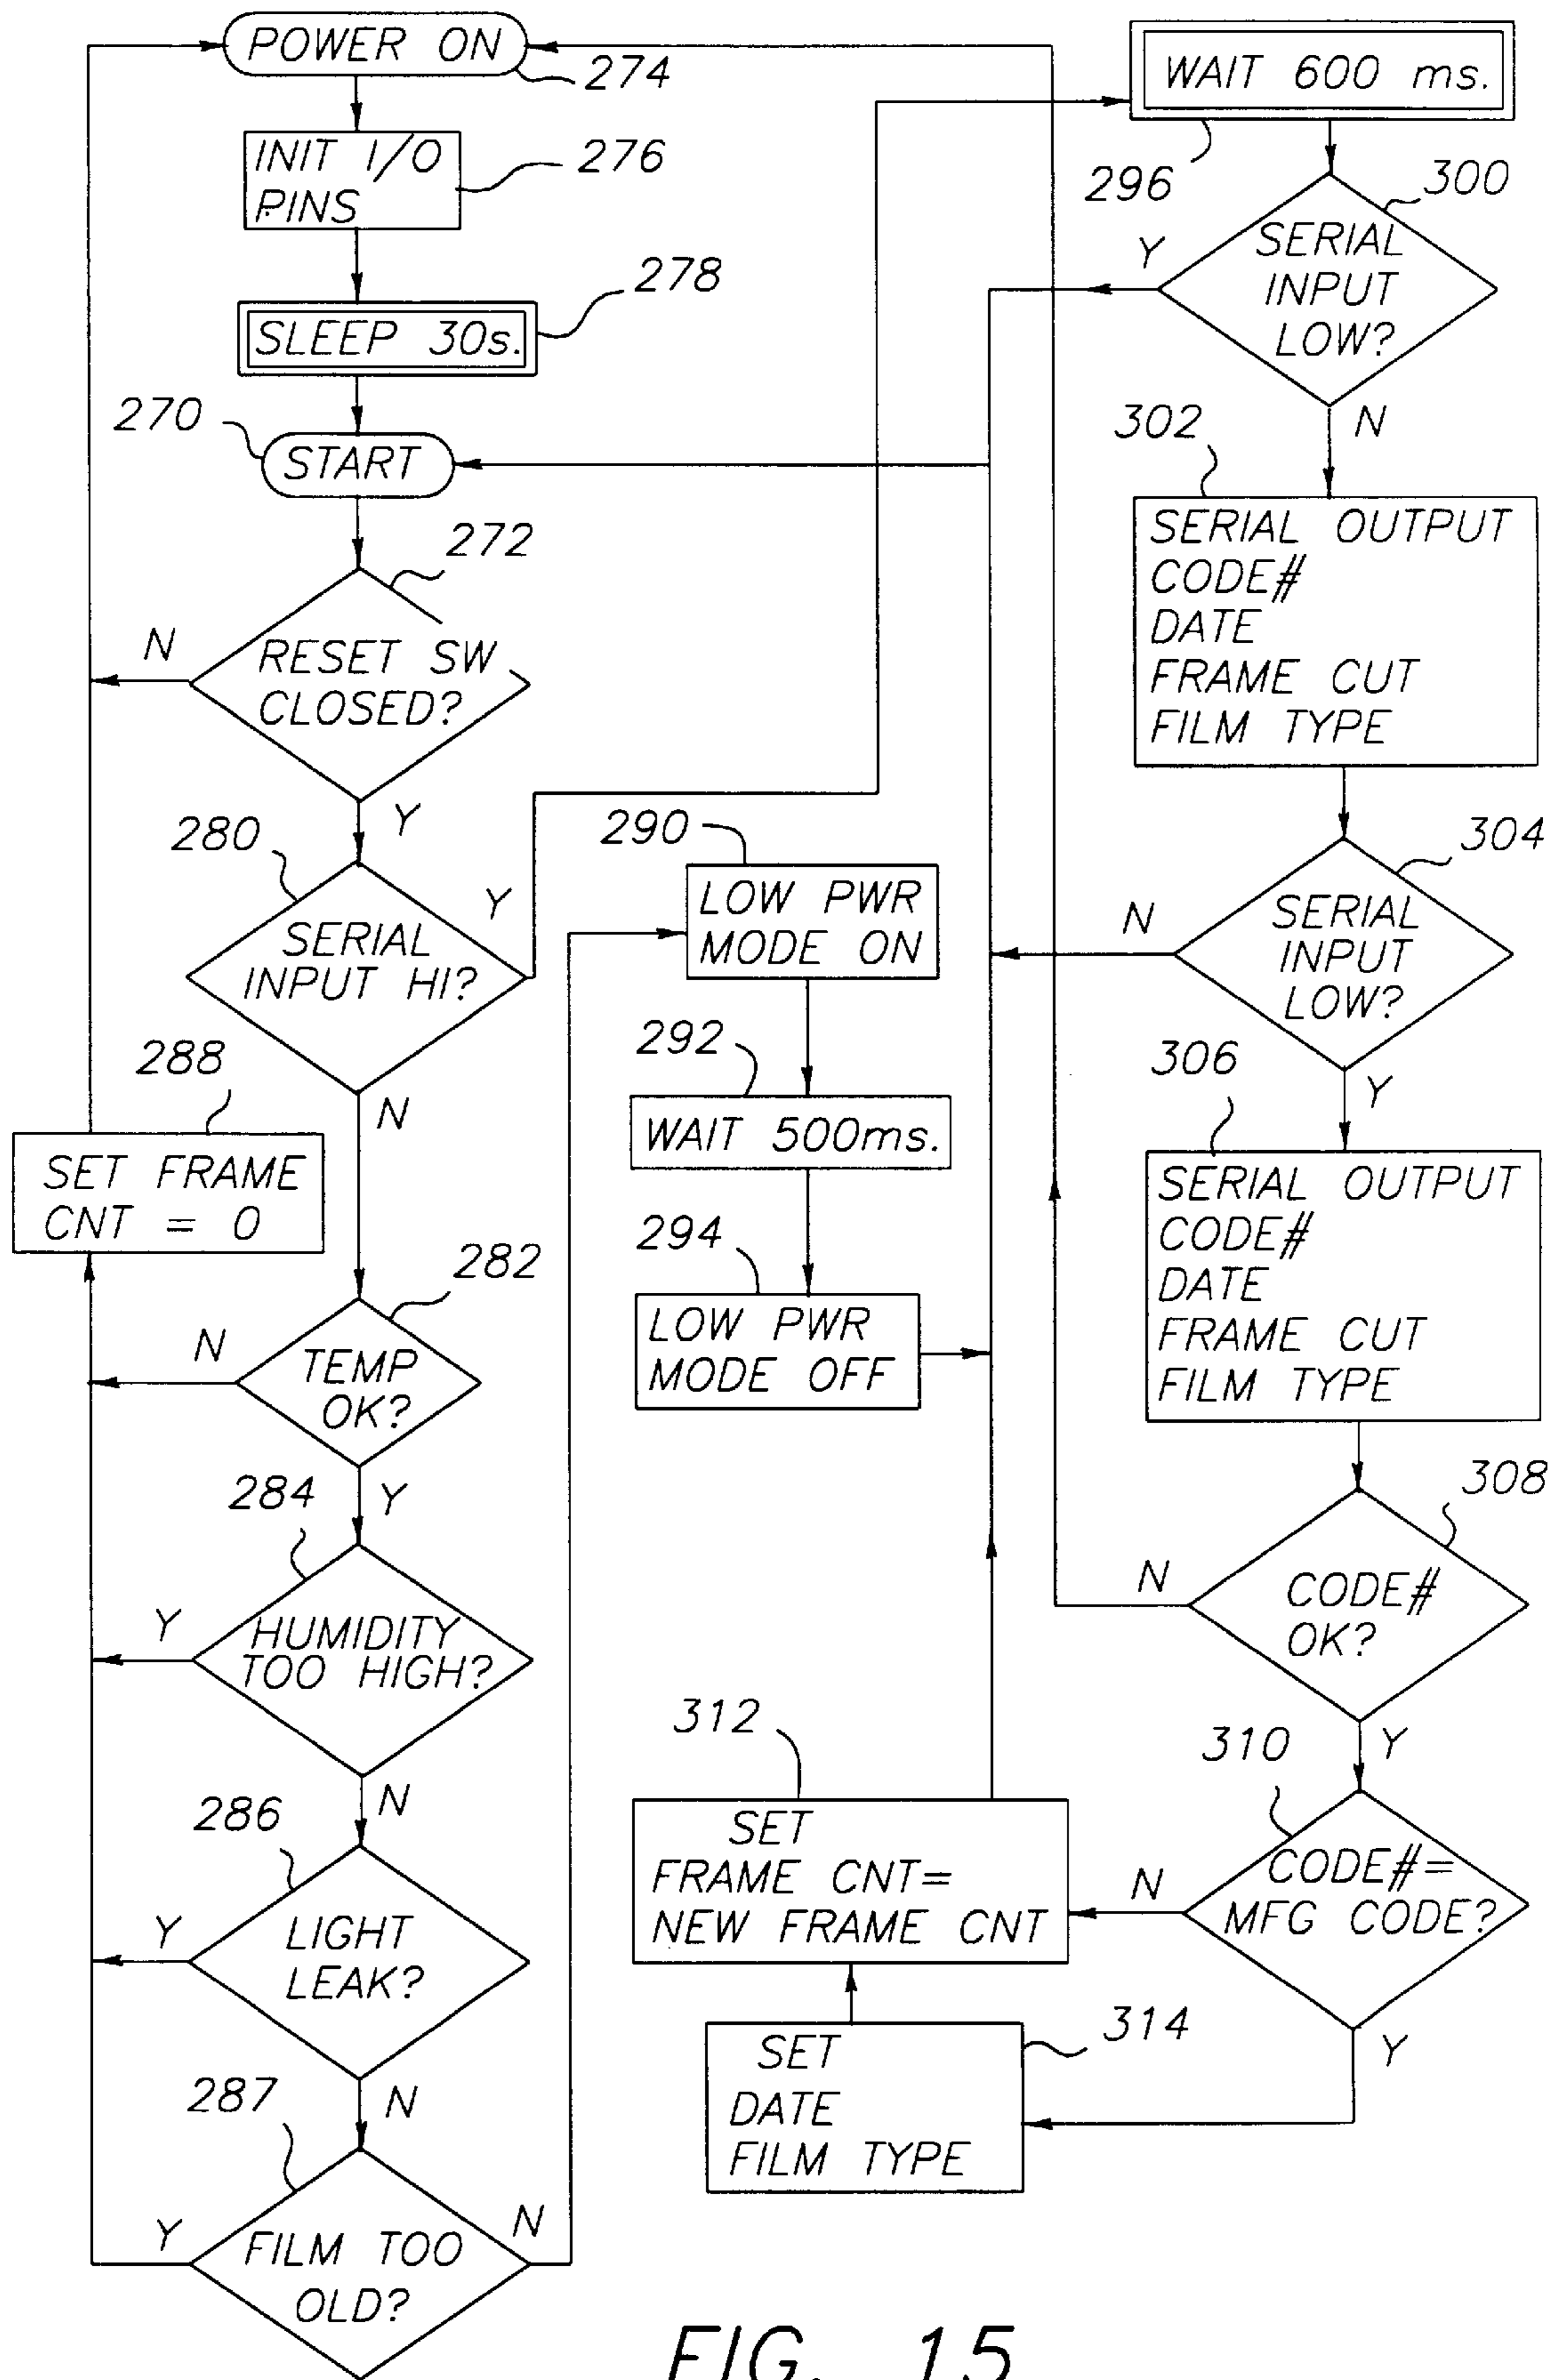 POWER ON
274
INIT I/O
PINS
276
SLEEP 30s.
278
270
START
272
RESET SW
CLOSED?
N
Y
280
SERIAL
INPUT HI?
Y
N
288
SET FRAME
CNT = 0
282
TEMP
OK?
N
Y
284
HUMIDITY
TOO HIGH?
Y
N
286
LIGHT
LEAK?
Y
N
287
FILM TOO
OLD?
Y
N
290
LOW PWR
MODE ON
292
WAIT 500ms.
294
LOW PWR
MODE OFF
WAIT 600 ms.
296
300
SERIAL
INPUT
LOW?
Y
N
302
SERIAL OUTPUT
CODE#
DATE
FRAME CUT
FILM TYPE
304
SERIAL
INPUT
LOW?
N
Y
306
SERIAL OUTPUT
CODE#
DATE
FRAME CUT
FILM TYPE
308
CODE#
OK?
N
Y
310
CODE#=
MFG CODE?
N
Y
312
SET
FRAME CNT=
NEW FRAME CNT
314
SET
DATE
FILM TYPE
FIG. 15